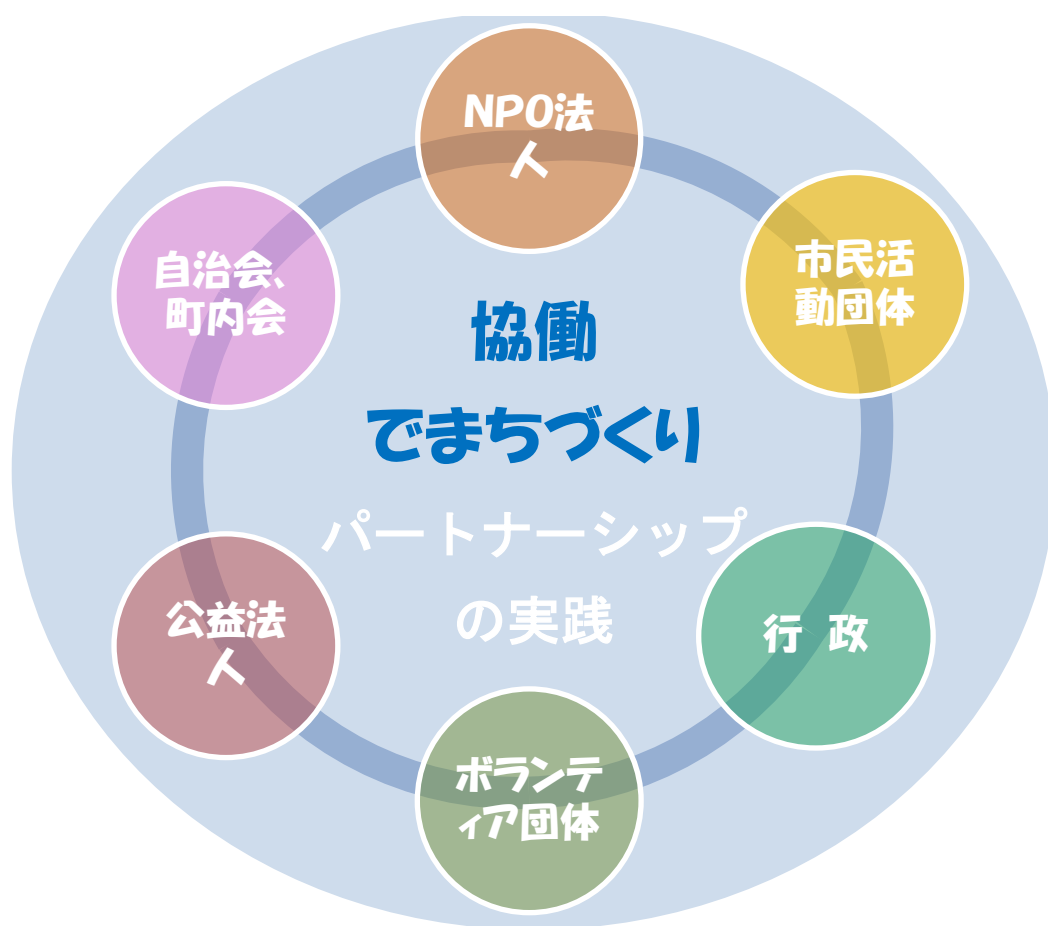 NPO法
人
市民活
動団体
自治会、
町内会
協働
でまちづくり
パートナーシップ
の実践
公益法
人
行 政
ボランテ
ィア団体